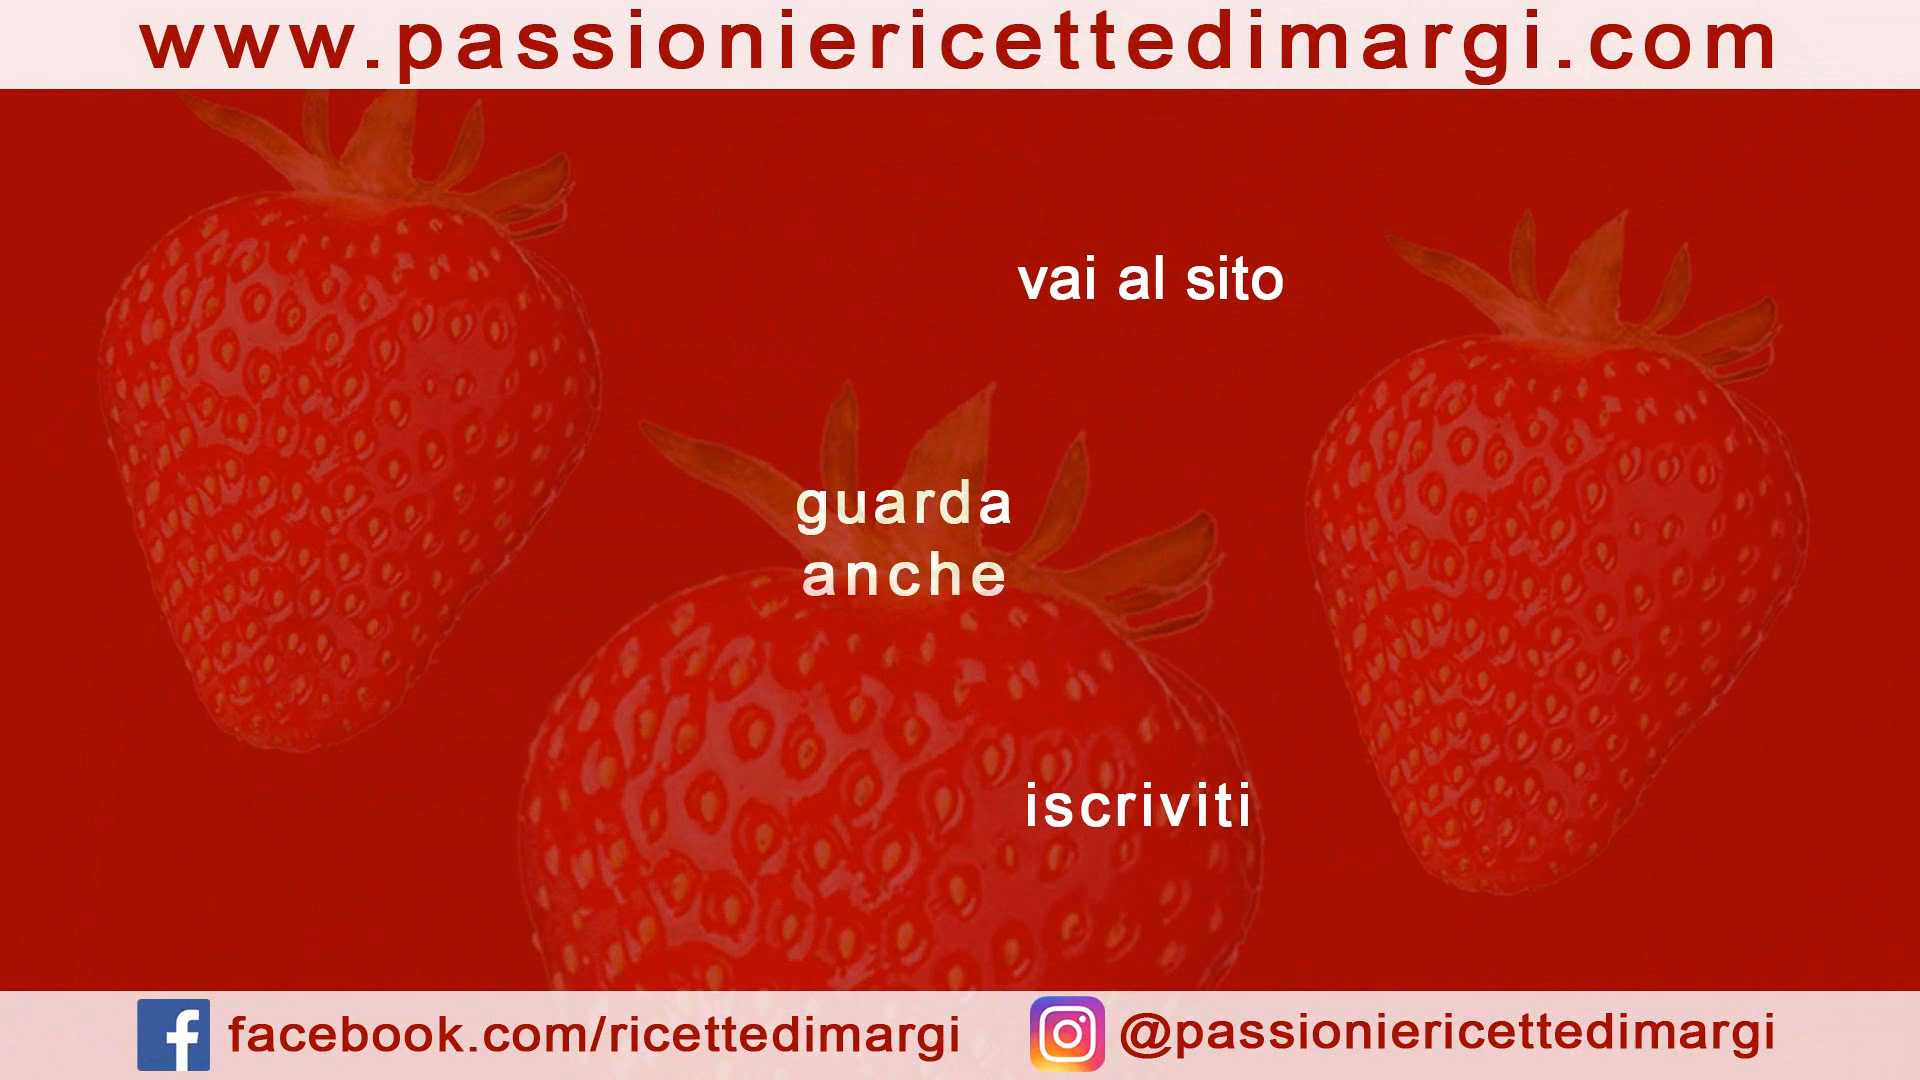 www.passioniericettedimargi.com
vai al sito
guarda
anche
iscriviti
facebook.com/ricettedimargi
@passioniericettedimargi